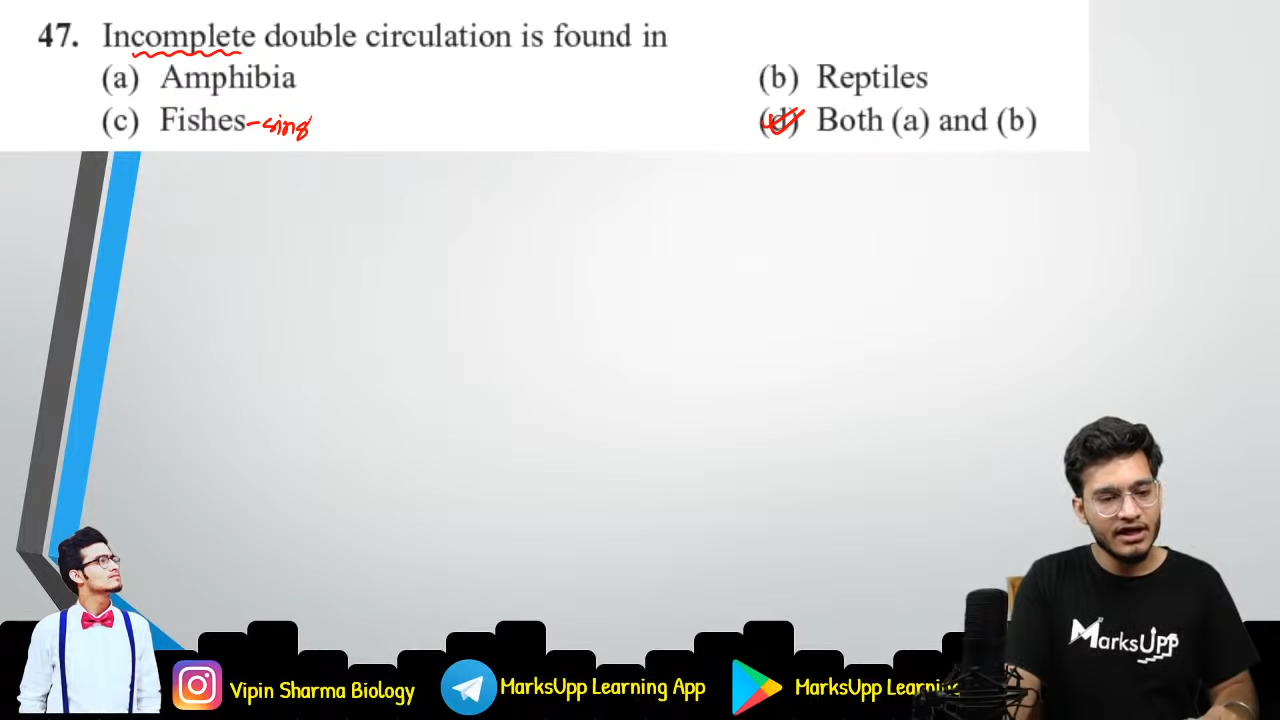 47. Incomplete double circulation is found in
(a) Amphibia (b) Reptiles
(c) Fishes -sing (d) Both (a) and (b)
MarksUpp
Vipin Sharma Biology MarksUpp Learning App MarksUpp Learning